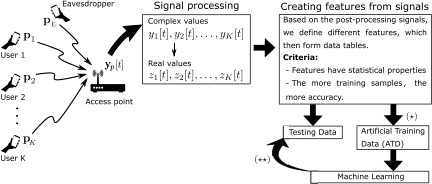 Eavesdropper
p_E
p_1
User 1
p_2
User 2
p_K
User K
y_p[t]
Access point
Signal processing
Complex values
y_1[t], y_2[t], . . . , y_K[t]
Real values
z_1[t], z_2[t], . . . , z_K[t]
Creating features from signals
Based on the post-processing signals,
we define different features, which
then form data tables.
Criteria:
- Features have statistical properties
- The more training samples, the
more accuracy.
(⋆)
Testing Data
Artificial Training
Data (ATD)
(⋆⋆)
Machine Learning